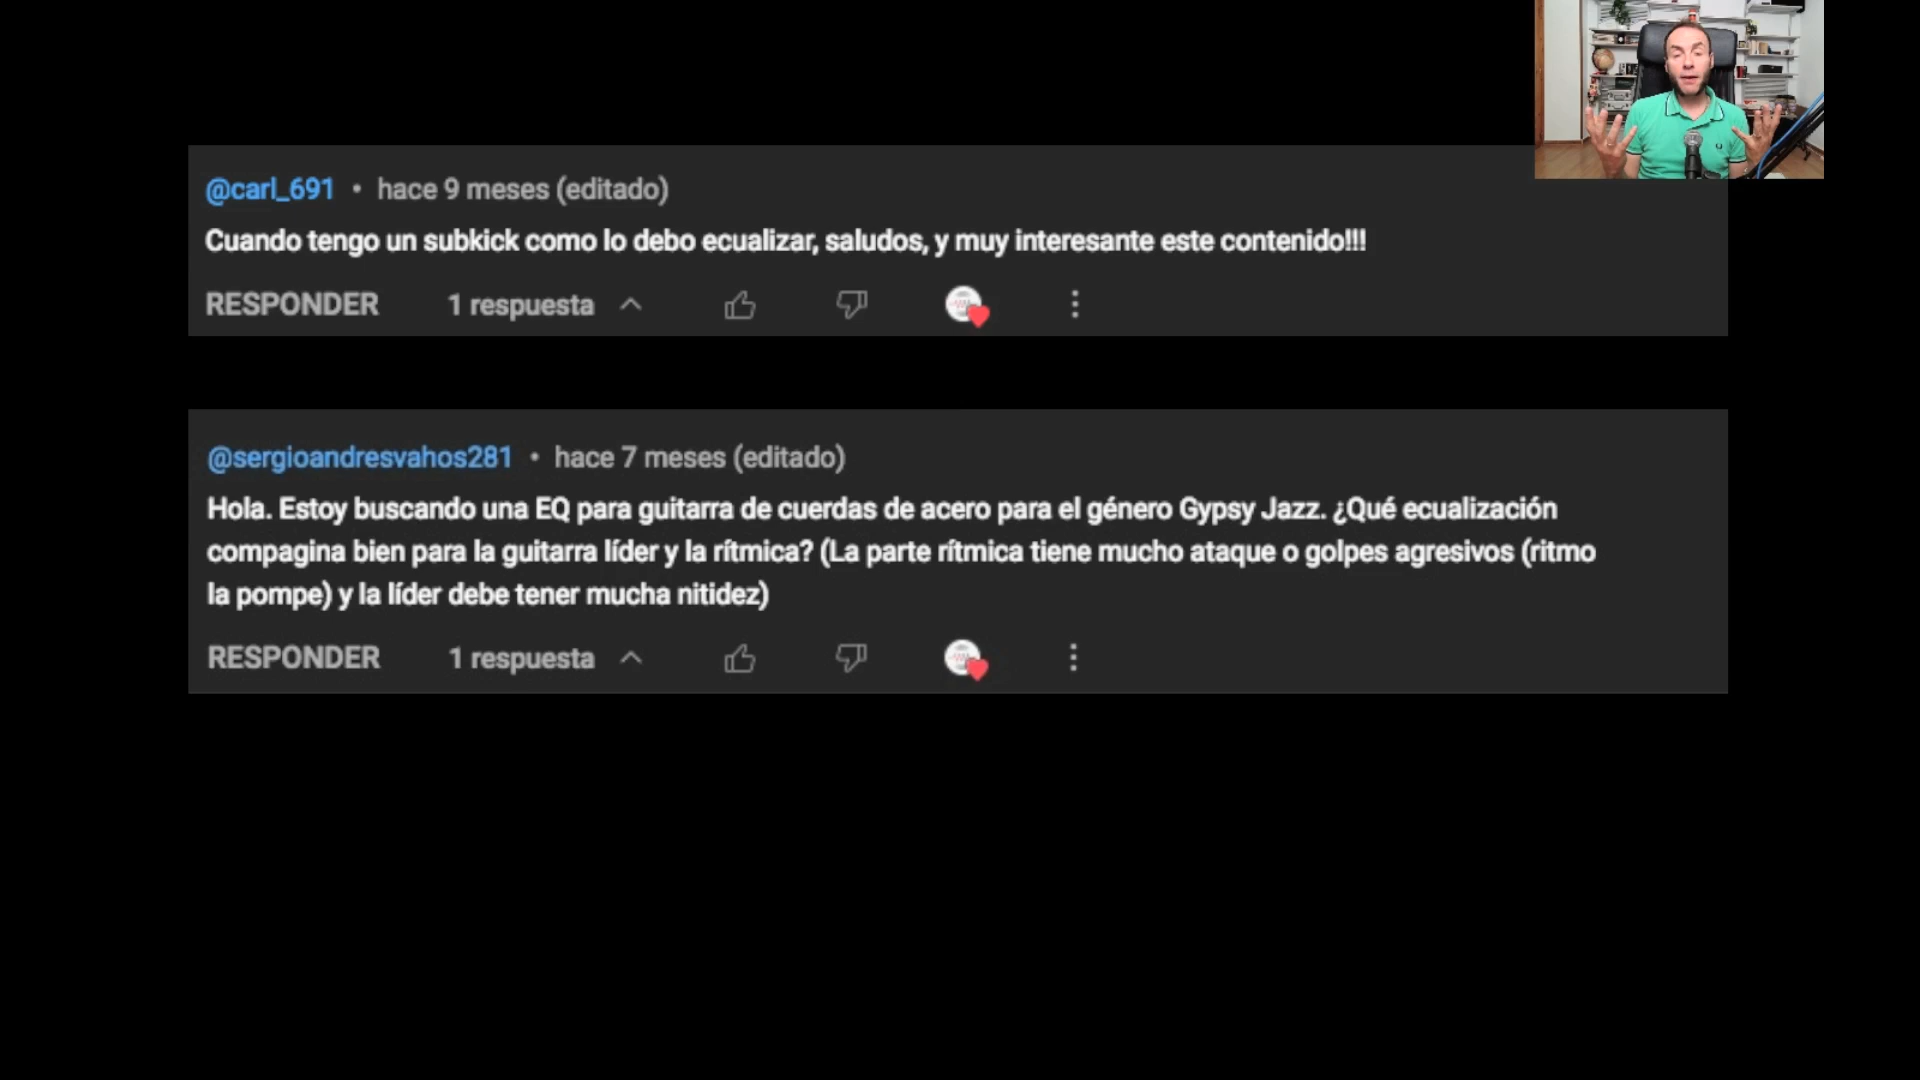 @carl_691 • hace 9 meses (editado)
Cuando tengo un subkick como lo debo ecualizar, saludos, y muy interesante este contenido!!!
RESPONDER 1 respuesta
@sergioandresvahos281 • hace 7 meses (editado)
Hola. Estoy buscando una EQ para guitarra de cuerdas de acero para el género Gypsy Jazz. ¿Qué ecualización
compagina bien para la guitarra líder y la rítmica? (La parte rítmica tiene mucho ataque o golpes agresivos (ritmo
la pompe) y la líder debe tener mucha nitidez)
RESPONDER 1 respuesta